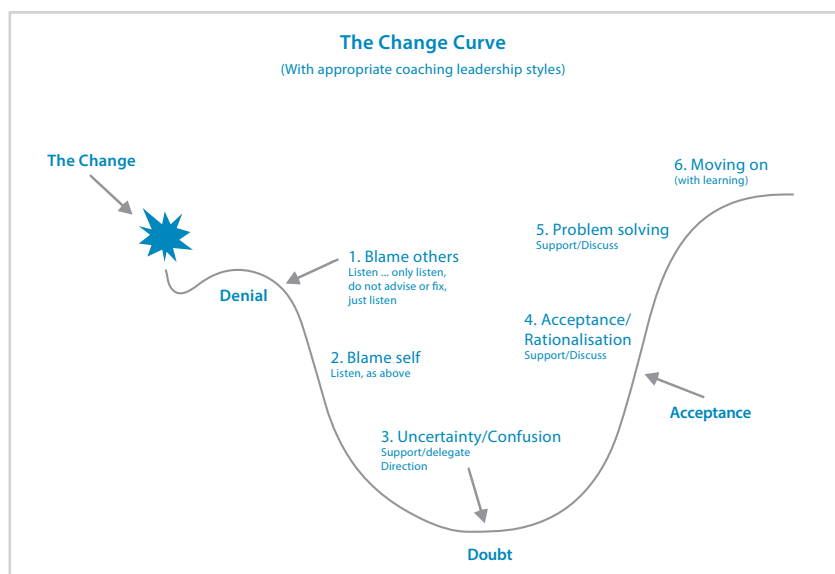 The Change Curve
(With appropriate coaching leadership styles)
The Change
Denial
1. Blame others
Listen ... only listen,
do not advise or fix,
just listen
2. Blame self
Listen, as above
3. Uncertainty/Confusion
Support/delegate
Direction
Doubt
4. Acceptance/
Rationalisation
Support/Discuss
Acceptance
5. Problem solving
Support/Discuss
6. Moving on
(with learning)